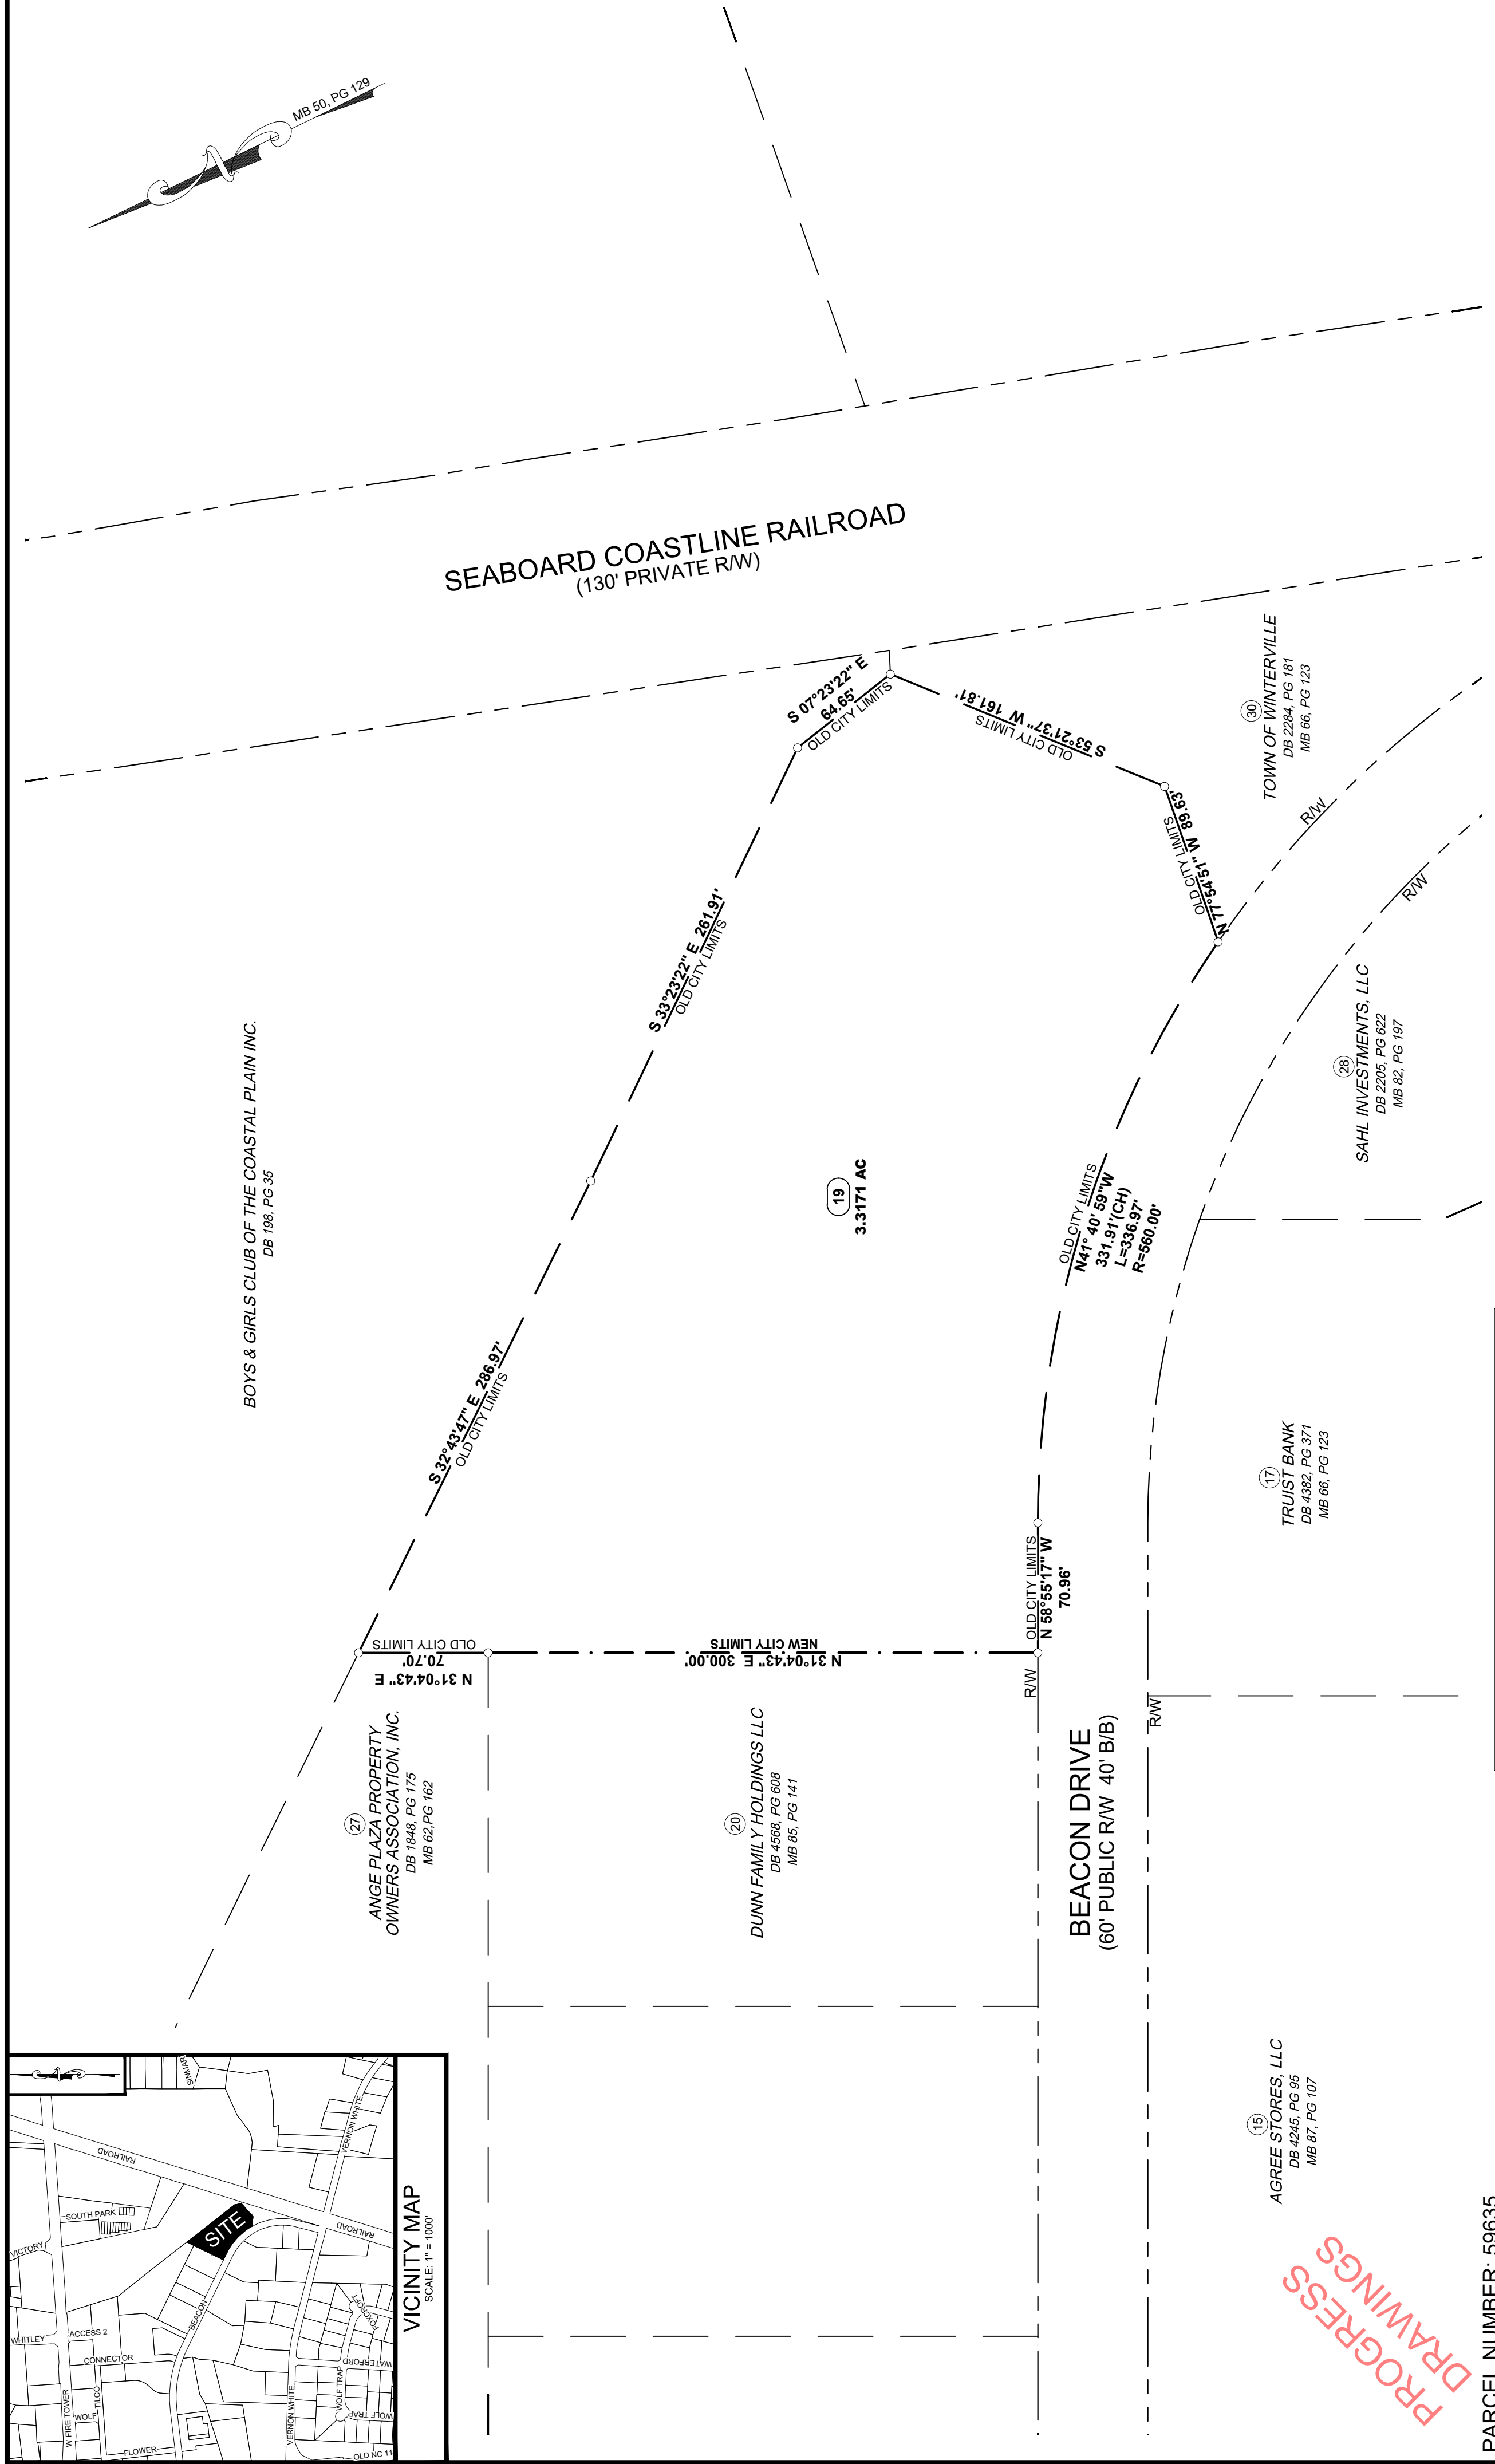 MB 50, PG 129
SEABOARD COASTLINE RAILROAD
(130' PRIVATE R/W)
S 07°23'22" E
64.65'
OLD CITY LIMITS
S 53°21'37" W 161.81'
OLD CITY LIMITS
N 77°54'51" W 89.63'
OLD CITY LIMITS
30
TOWN OF WINTERVILLE
DB 2284, PG 181
MB 66, PG 123
R/W
R/W
S 33°23'22" E 261.91'
OLD CITY LIMITS
BOYS & GIRLS CLUB OF THE COASTAL PLAIN INC.
DB 198, PG 35
19
3.3171 AC
28
SAHL INVESTMENTS, LLC
DB 2205, PG 622
MB 82, PG 197
OLD CITY LIMITS
N41° 40' 59"W
331.91'(CH)
L=336.97'
R=560.00'
S 32°43'47" E 286.97'
OLD CITY LIMITS
17
TRUIST BANK
DB 4382, PG 371
MB 66, PG 123
OLD CITY LIMITS
N 58°55'17" W
70.96'
OLD CITY LIMITS
N 31°04'43" E
70.70'
NEW CITY LIMITS
N 31°04'43" E 300.00'
R/W
R/W
27
ANGE PLAZA PROPERTY
OWNERS ASSOCIATION, INC.
DB 1848, PG 175
MB 62,PG 162
20
DUNN FAMILY HOLDINGS LLC
DB 4568, PG 608
MB 85, PG 141
BEACON DRIVE
(60' PUBLIC R/W 40' B/B)
15
AGREE STORES, LLC
DB 4245, PG 95
MB 87, PG 107
SINMAR
RAILROAD
VERNON WHITE
SOUTH PARK
VICTORY
SITE
RAILROAD
BEACON
FOXCROFT
WHITLEY
ACCESS 2
CONNECTOR
WATERFORD
W FIRE TOWER
WOLF
TILCO
VERNON WHITE
WOLF TRAP
WOLF TRAP
FLOWER
OLD NC 11
VICINITY MAP
SCALE: 1" = 1000'
PROGRESS
DRAWINGS
PARCEL NUMBER: 59635